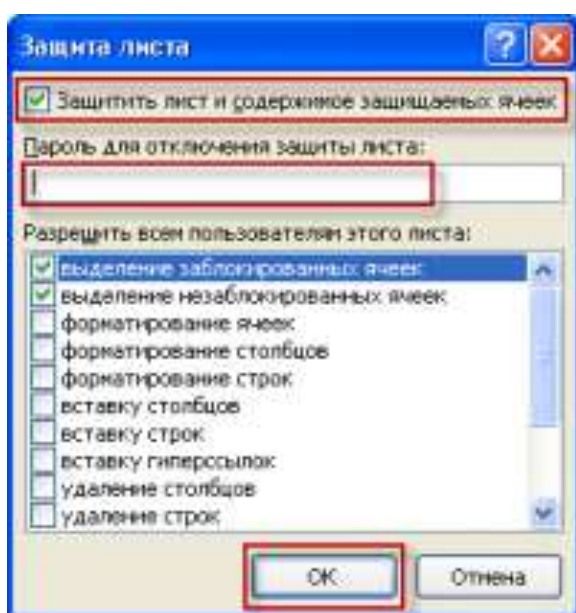 Защита листа
Защитить лист и содержимое защищаемых ячеек
Пароль для отключения защиты листа:
Разрешить всем пользователям этого листа:
выделение заблокированных ячеек
выделение незаблокированных ячеек
форматирование ячеек
форматирование столбцов
форматирование строк
вставку столбцов
вставку строк
вставку гиперссылок
удаление столбцов
удаление строк
ОК
Отмена